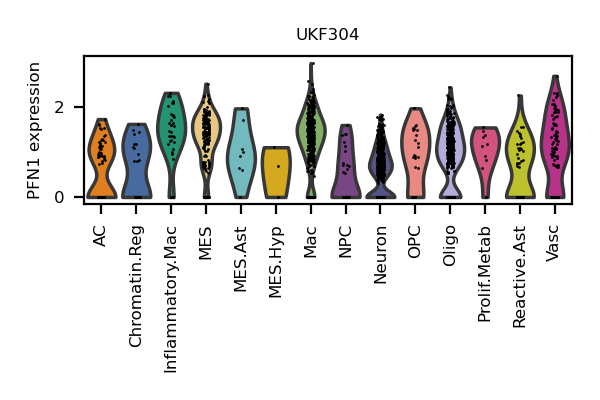 UKF304
PFN1 expression
2
0
AC
Chromatin.Reg
Inflammatory.Mac
MES
MES.Ast
MES.Hyp
Mac
NPC
Neuron
OPC
Oligo
Prolif.Metab
Reactive.Ast
Vasc